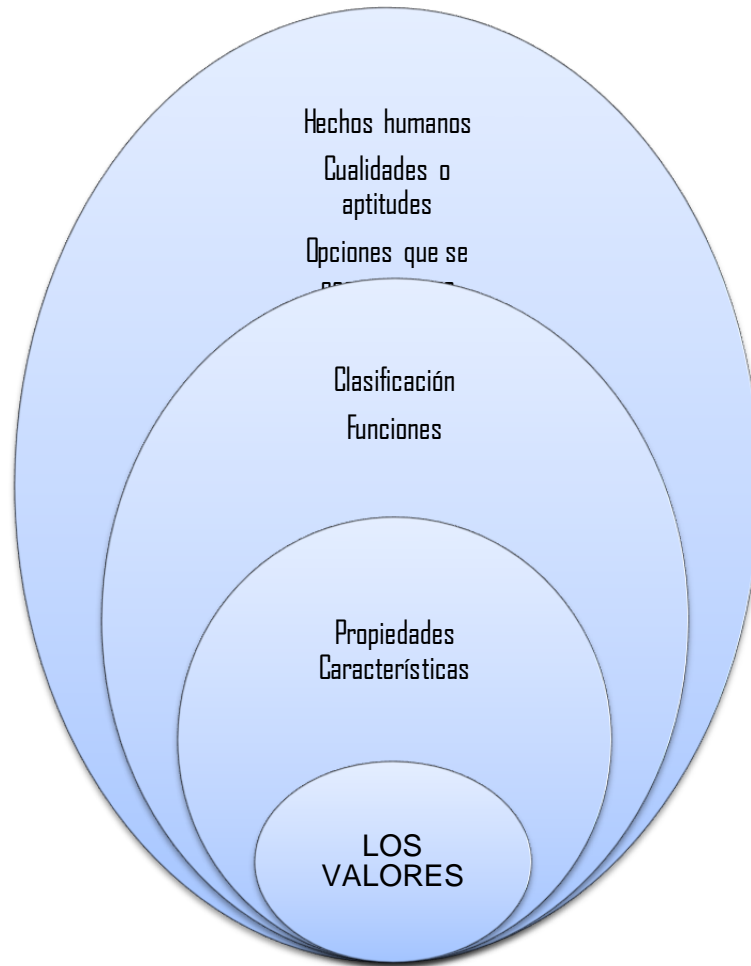 Hechos humanos
Cualidades o
aptitudes
Opciones que se
Clasificación
Funciones
Propiedades
Características
LOS
VALORES